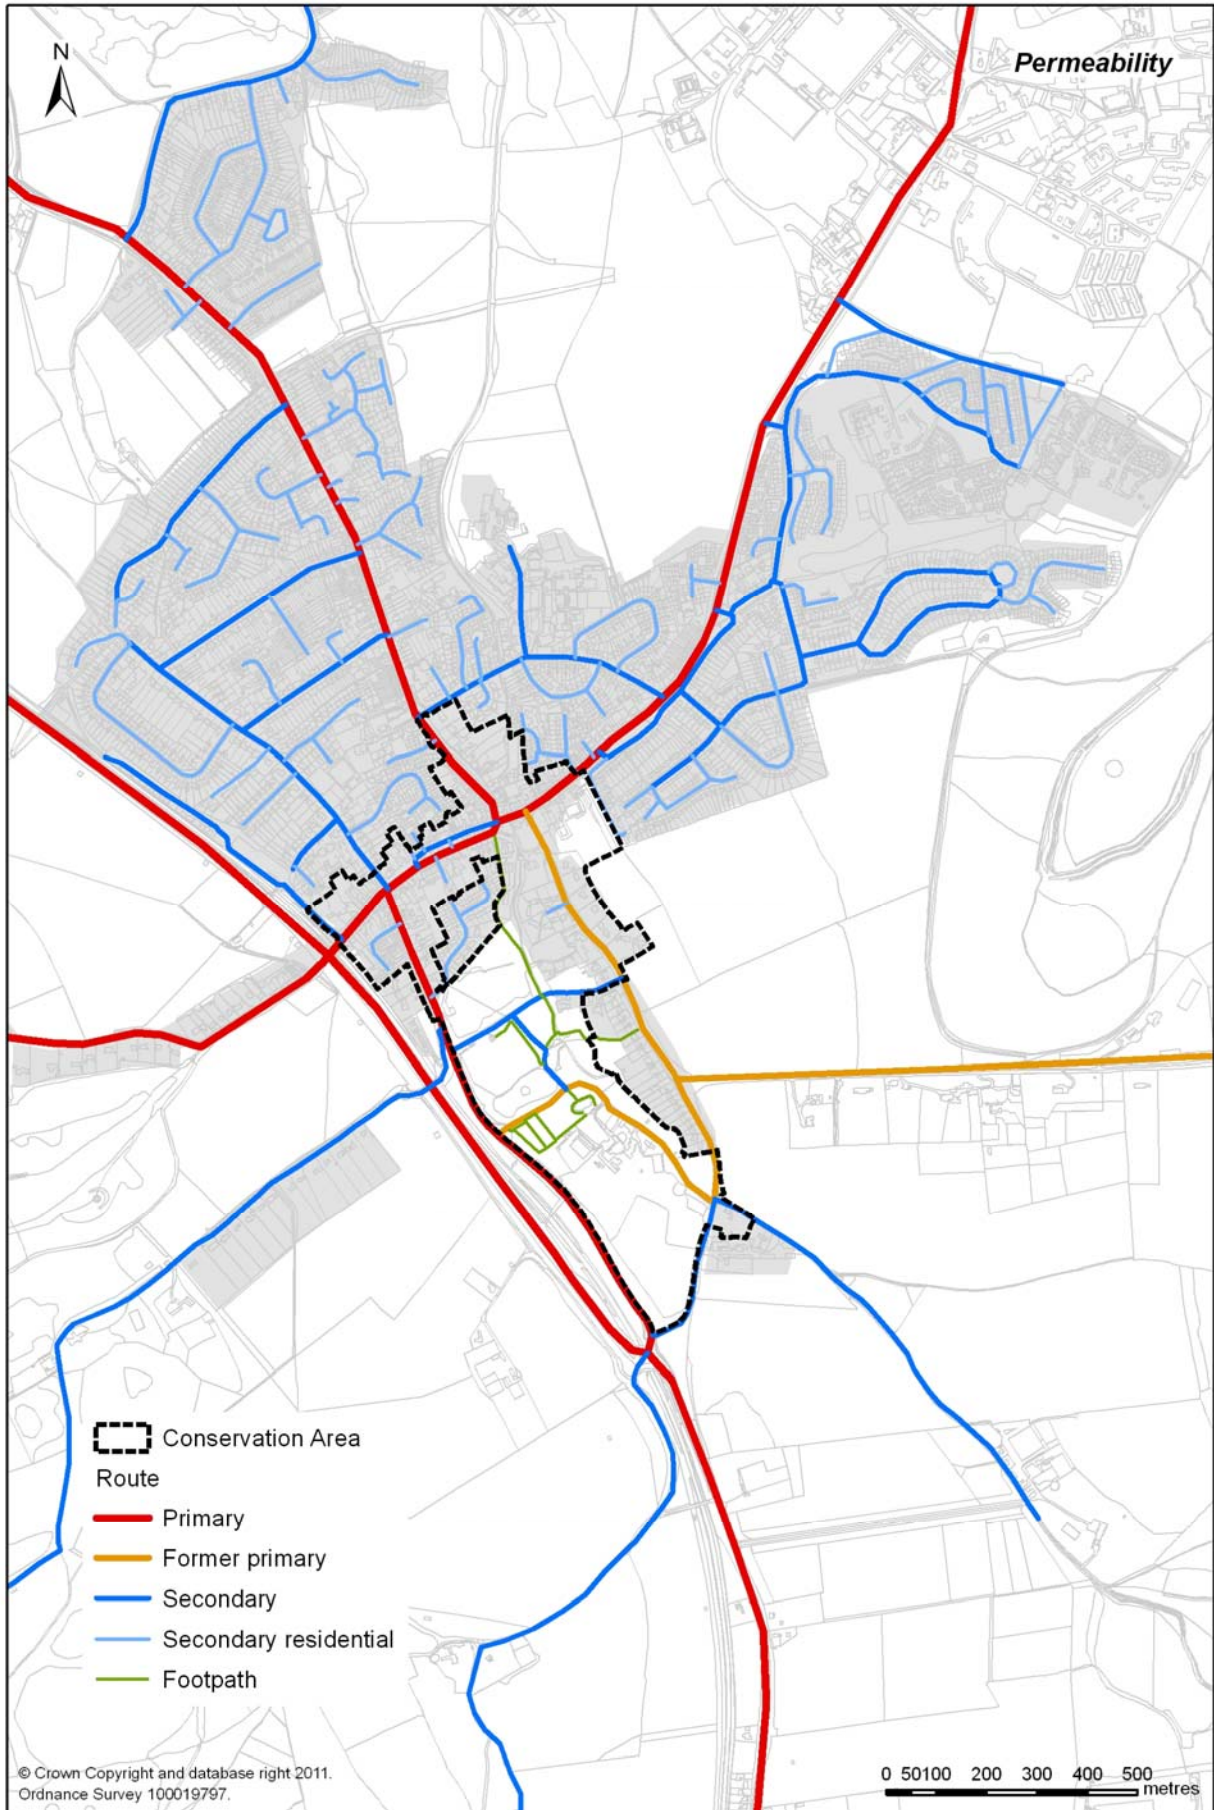 N
Permeability
Conservation Area
Route
Primary
Former primary
Secondary
Secondary residential
Footpath
© Crown Copyright and database right 2011.
Ordnance Survey 100019797.
0 50100 200 300 400 500
metres